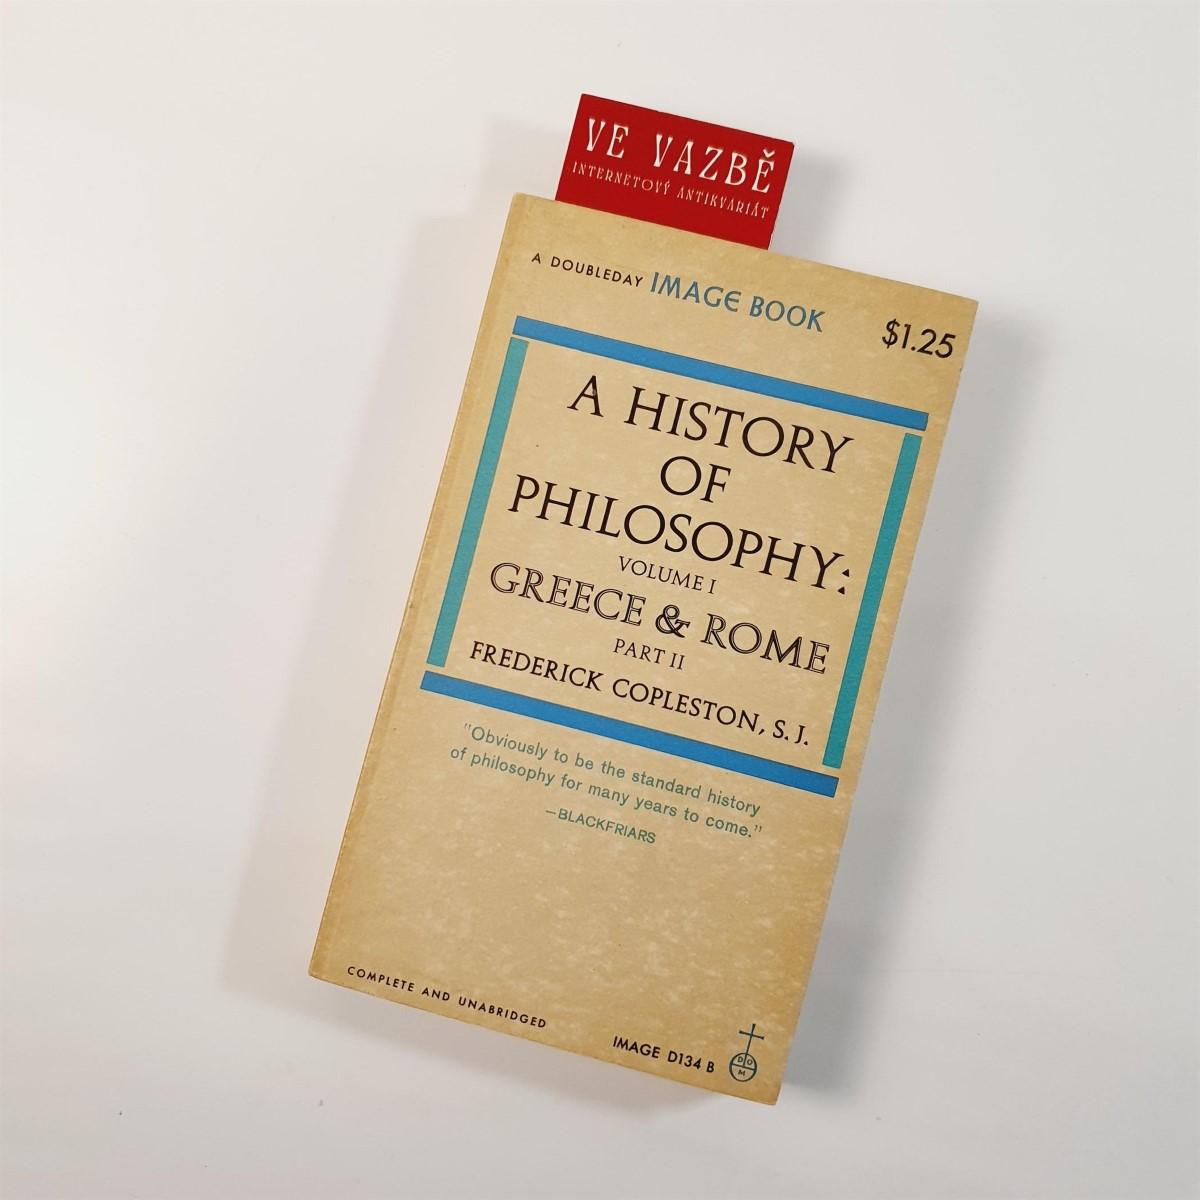 VE VAZBĚ
INTERNETOVÝ ANTIKVARIÁT
A DOUBLEDAY IMAGE BOOK
$1.25
A HISTORY
OF
PHILOSOPHY:
VOLUME I
GREECE & ROME
PART II
FREDERICK COPLESTON, S. J.
"Obviously to be the standard history
of philosophy for many years to come."
—BLACKFRIARS
COMPLETE AND UNABRIDGED
IMAGE D134 B
D O
M